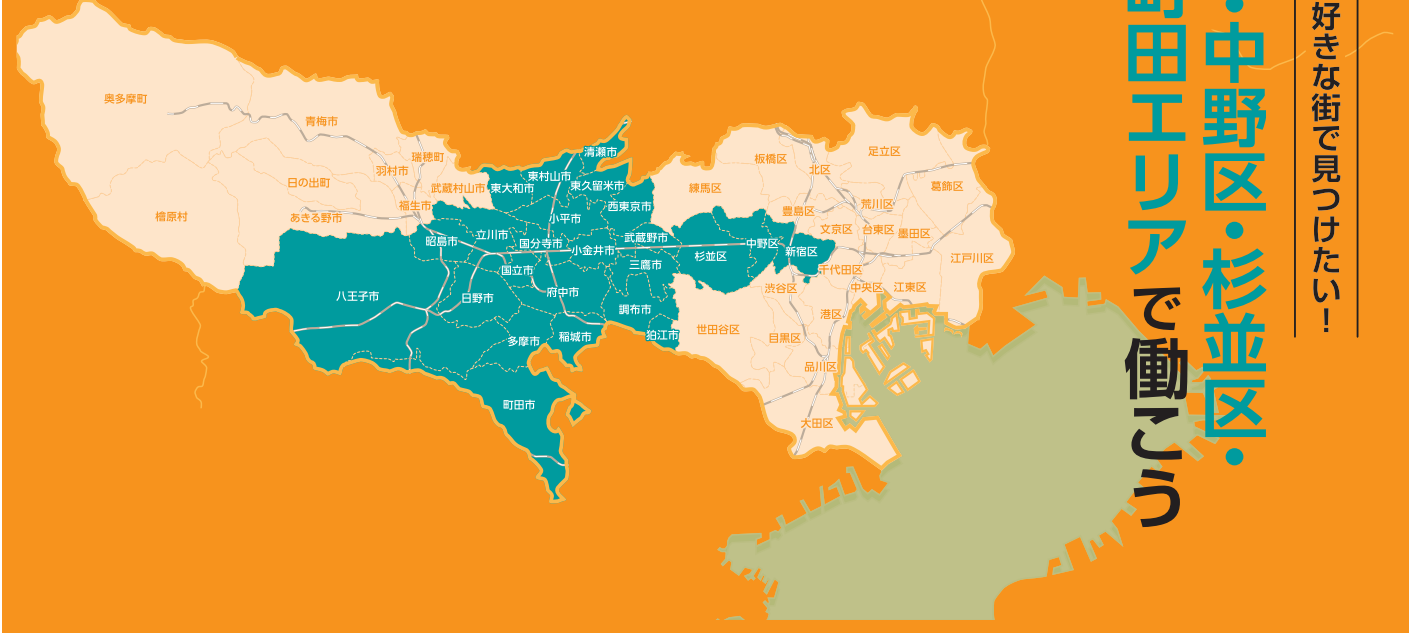 好きな街で見つけたい！
・中野区・杉並区・
町田エリアで働こう
奥多摩町
青梅市
瑞穂町
羽村市
日の出町
武蔵村山市
福生市
あきる野市
檜原村
清瀬市
東村山市
東大和市
東久留米市
西東京市
小平市
立川市
昭島市
国分寺市
小金井市
武蔵野市
三鷹市
国立市
日野市
府中市
八王子市
調布市
狛江市
稲城市
多摩市
町田市
杉並区
中野区
新宿区
練馬区
板橋区
北区
足立区
葛飾区
荒川区
豊島区
文京区
台東区
墨田区
江戸川区
千代田区
渋谷区
中央区
江東区
港区
世田谷区
目黒区
品川区
大田区